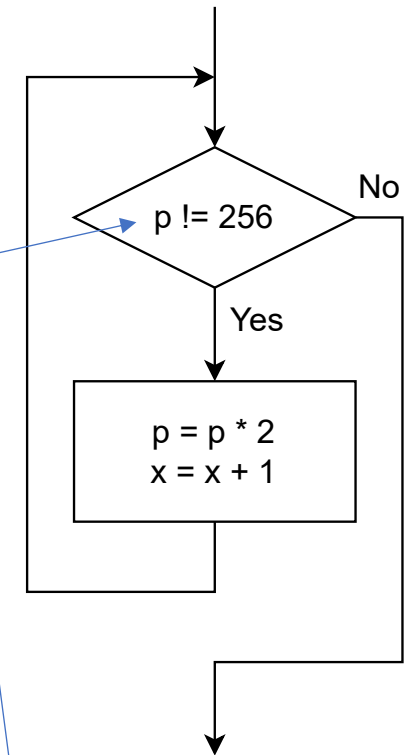 No
p != 256
Yes
p = p * 2
x = x + 1